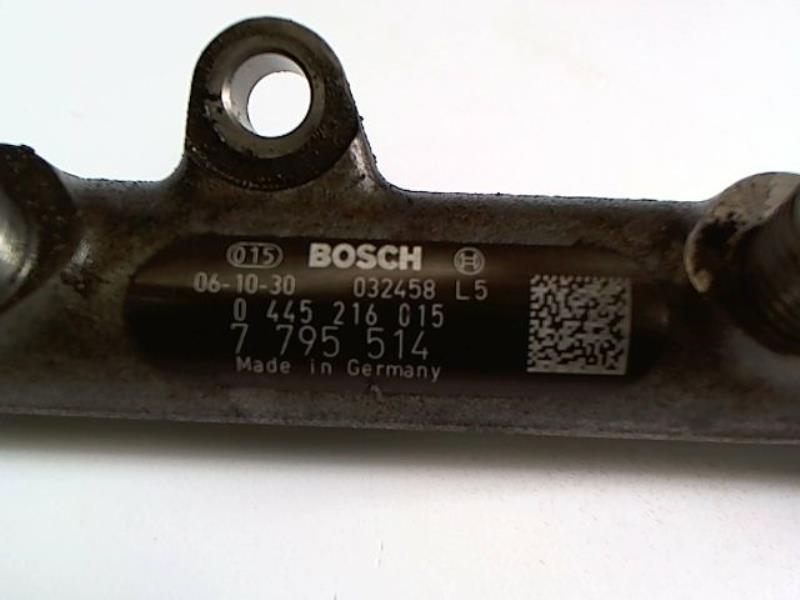 015 BOSCH
06-10-30 032458 L5
0 445 216 015
7 795 514
Made in Germany